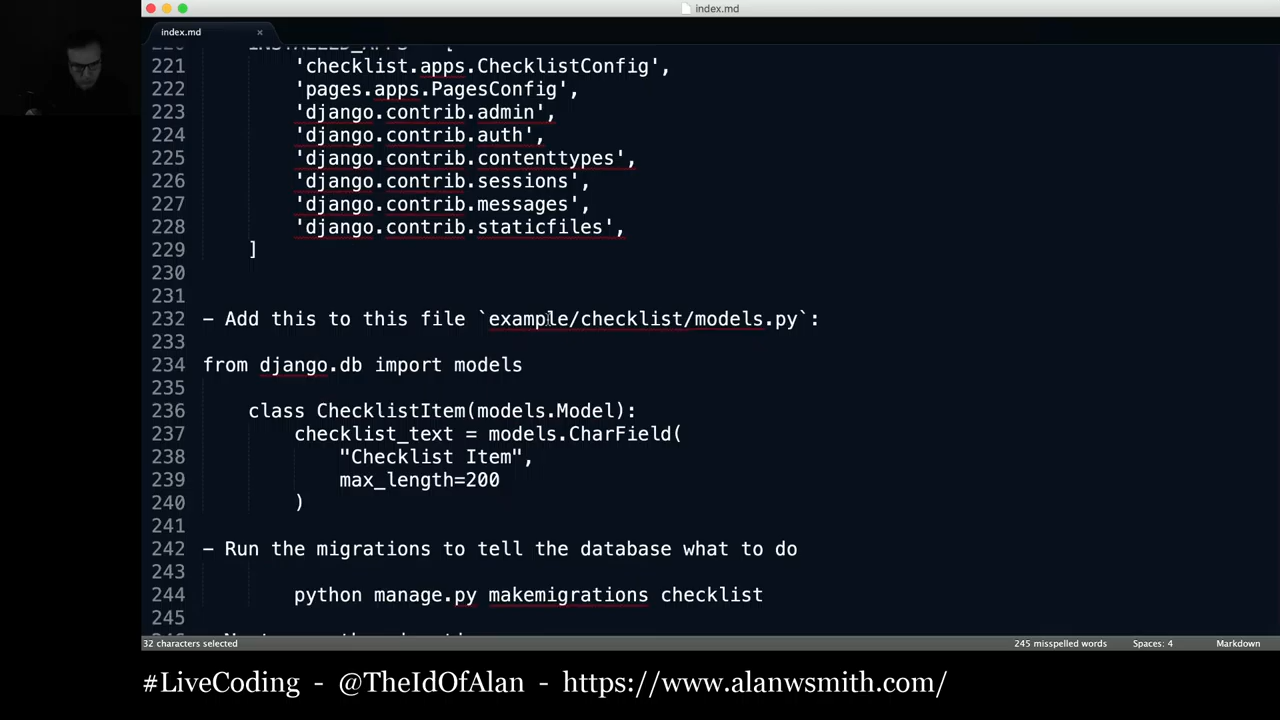 index.md
index.md ×
220 INSTALLED_APPS = [
221 'checklist.apps.ChecklistConfig',
222 'pages.apps.PagesConfig',
223 'django.contrib.admin',
224 'django.contrib.auth',
225 'django.contrib.contenttypes',
226 'django.contrib.sessions',
227 'django.contrib.messages',
228 'django.contrib.staticfiles',
229 ]
230
231
232 - Add this to this file `example/checklist/models.py`:
233
234 from django.db import models
235
236 class ChecklistItem(models.Model):
237 checklist_text = models.CharField(
238 "Checklist Item",
239 max_length=200
240 )
241
242 - Run the migrations to tell the database what to do
243
244 python manage.py makemigrations checklist
245
32 characters selected 245 misspelled words Spaces: 4 Markdown
#LiveCoding - @TheIdOfAlan - https://www.alanwsmith.com/